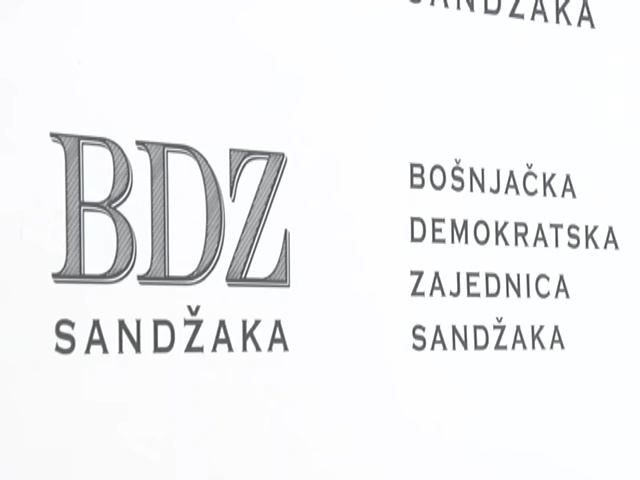 SANDŽAKA
BDZ
SANDŽAKA
BOŠNJAČKA
DEMOKRATSKA
ZAJEDNICA
SANDŽAKA